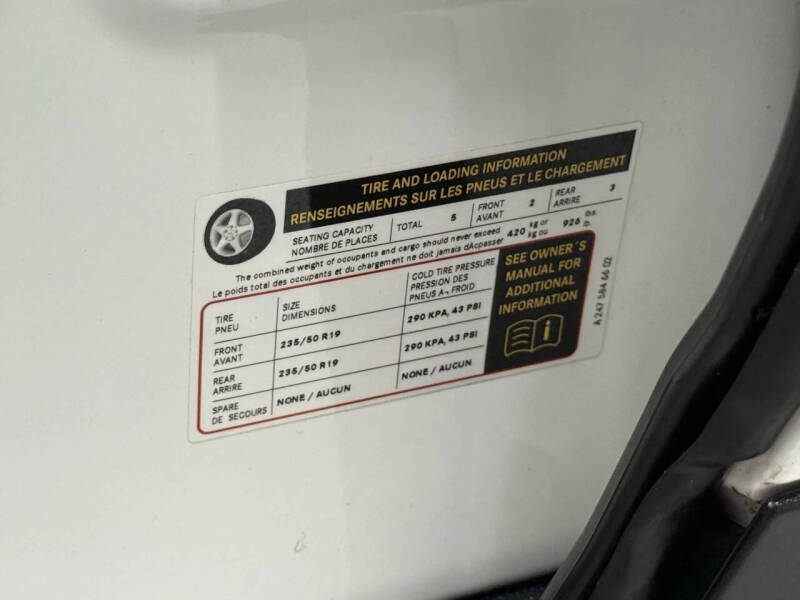 TIRE AND LOADING INFORMATION
RENSEIGNEMENTS SUR LES PNEUS ET LE CHARGEMENT
SEATING CAPACITY
NOMBRE DE PLACES
TOTAL 5
FRONT
AVANT 2
REAR
ARRIERE 3
The combined weight of occupants and cargo should never exceed 420 kg or 926 lbs.
Le poids total des occupants et du chargement ne doit jamais dAcpasser 420 kg ou 926 lb.
TIRE
PNEU
SIZE
DIMENSIONS
COLD TIRE PRESSURE
PRESSION DES
PNEUS A¬ FROID
FRONT
AVANT
235/50 R19
290 KPA, 43 PSI
REAR
ARRIERE
235/50 R19
290 KPA, 43 PSI
SPARE
DE SECOURS
NONE / AUCUN
NONE / AUCUN
SEE OWNER´S
MANUAL FOR
ADDITIONAL
INFORMATION
A 247 584 66 02